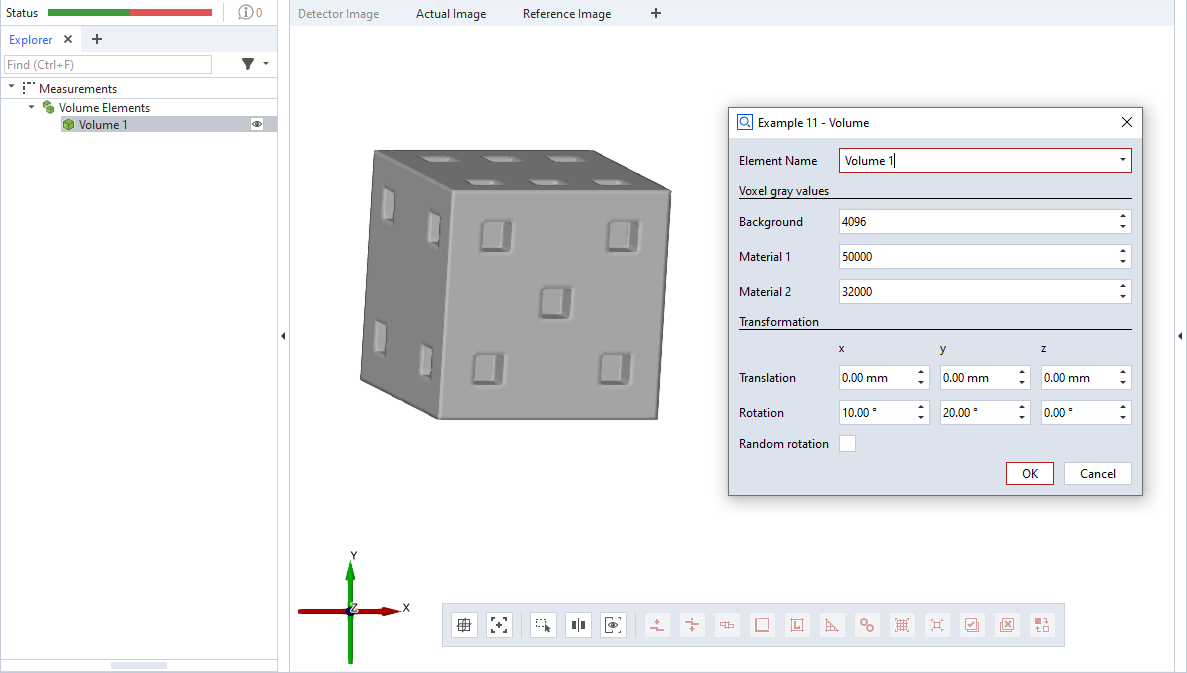 Status
0
Detector Image
Actual Image
Reference Image
Explorer
Find (Ctrl+F)
Measurements
Volume Elements
Volume 1
Example 11 - Volume
Element Name
Volume 1
Voxel gray values
Background
4096
Material 1
50000
Material 2
32000
Transformation
x y z
Translation
0.00 mm 0.00 mm 0.00 mm
Rotation
10.00 ° 20.00 ° 0.00 °
Random rotation
OK Cancel
Y
Z
X